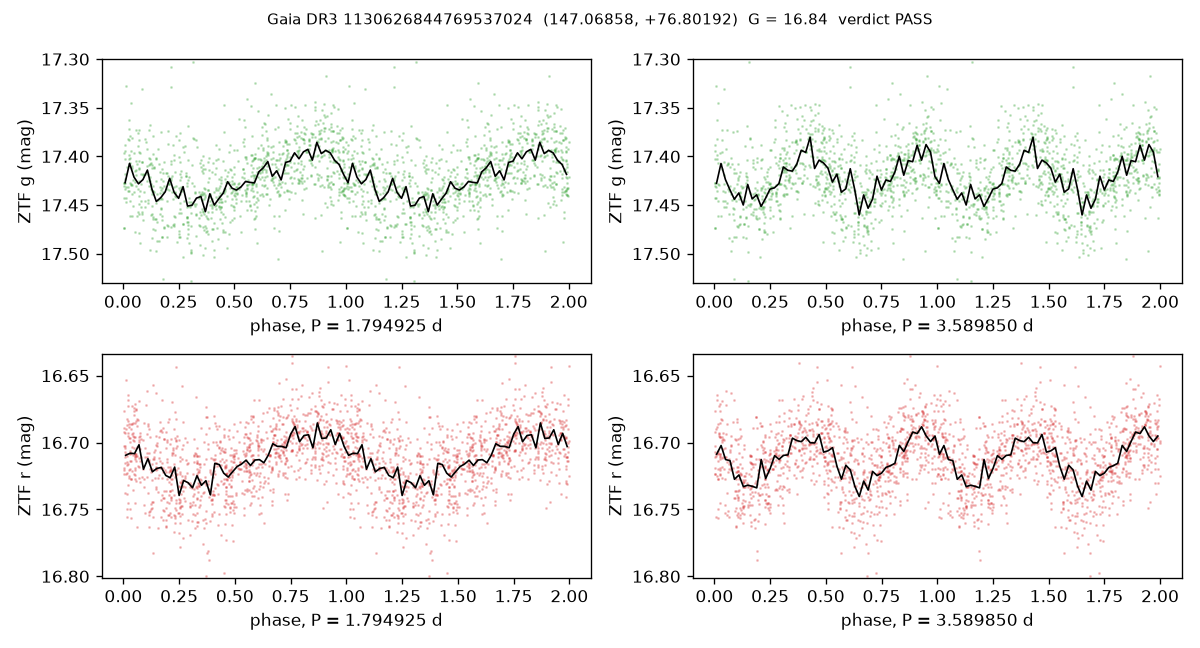 Gaia DR3 1130626844769537024 (147.06858, +76.80192) G = 16.84 verdict PASS
17.30
17.35
17.40
17.45
17.50
ZTF g (mag)
0.00 0.25 0.50 0.75 1.00 1.25 1.50 1.75 2.00
phase, P = 1.794925 d
17.30
17.35
17.40
17.45
17.50
ZTF g (mag)
0.00 0.25 0.50 0.75 1.00 1.25 1.50 1.75 2.00
phase, P = 3.589850 d
16.65
16.70
16.75
16.80
ZTF r (mag)
0.00 0.25 0.50 0.75 1.00 1.25 1.50 1.75 2.00
phase, P = 1.794925 d
16.65
16.70
16.75
16.80
ZTF r (mag)
0.00 0.25 0.50 0.75 1.00 1.25 1.50 1.75 2.00
phase, P = 3.589850 d